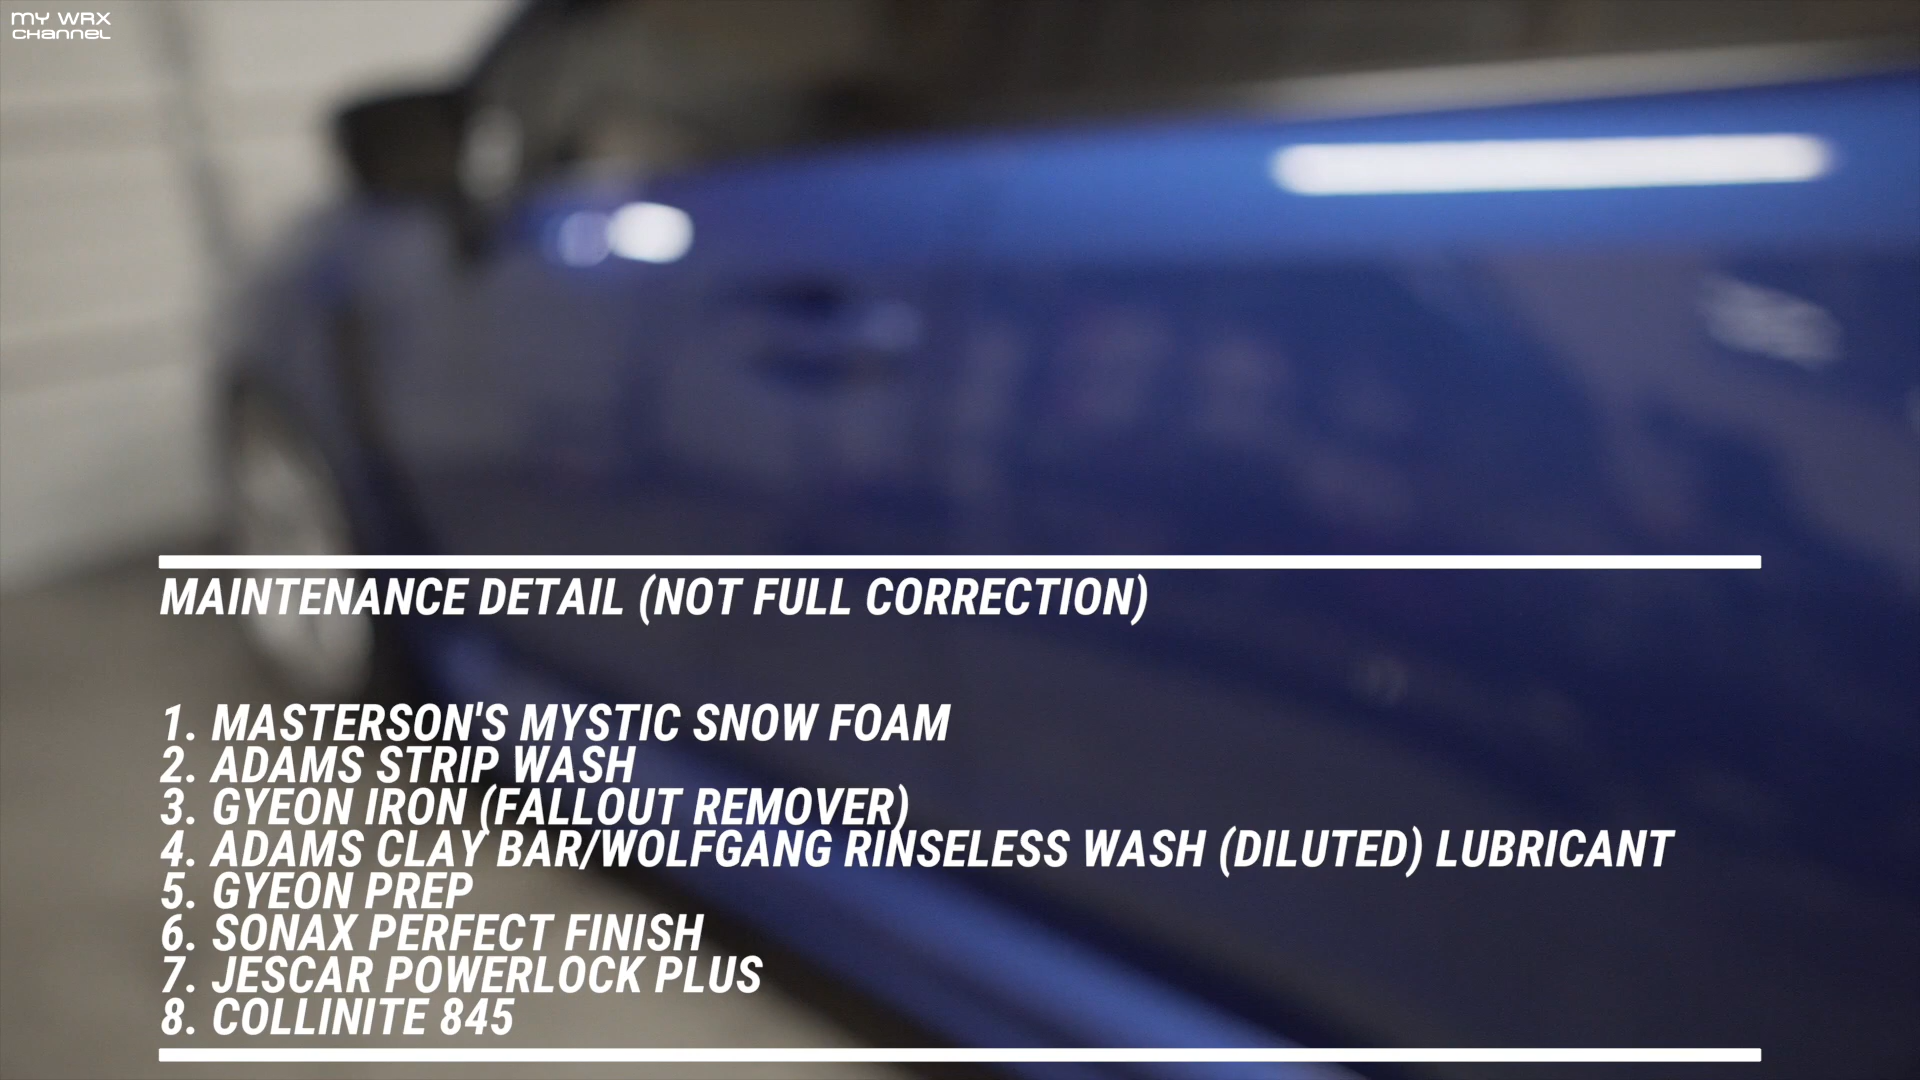 MY WRX
CHANNEL
MAINTENANCE DETAIL (NOT FULL CORRECTION)
1. MASTERSON'S MYSTIC SNOW FOAM
2. ADAMS STRIP WASH
3. GYEON IRON (FALLOUT REMOVER)
4. ADAMS CLAY BAR/WOLFGANG RINSELESS WASH (DILUTED) LUBRICANT
5. GYEON PREP
6. SONAX PERFECT FINISH
7. JESCAR POWERLOCK PLUS
8. COLLINITE 845